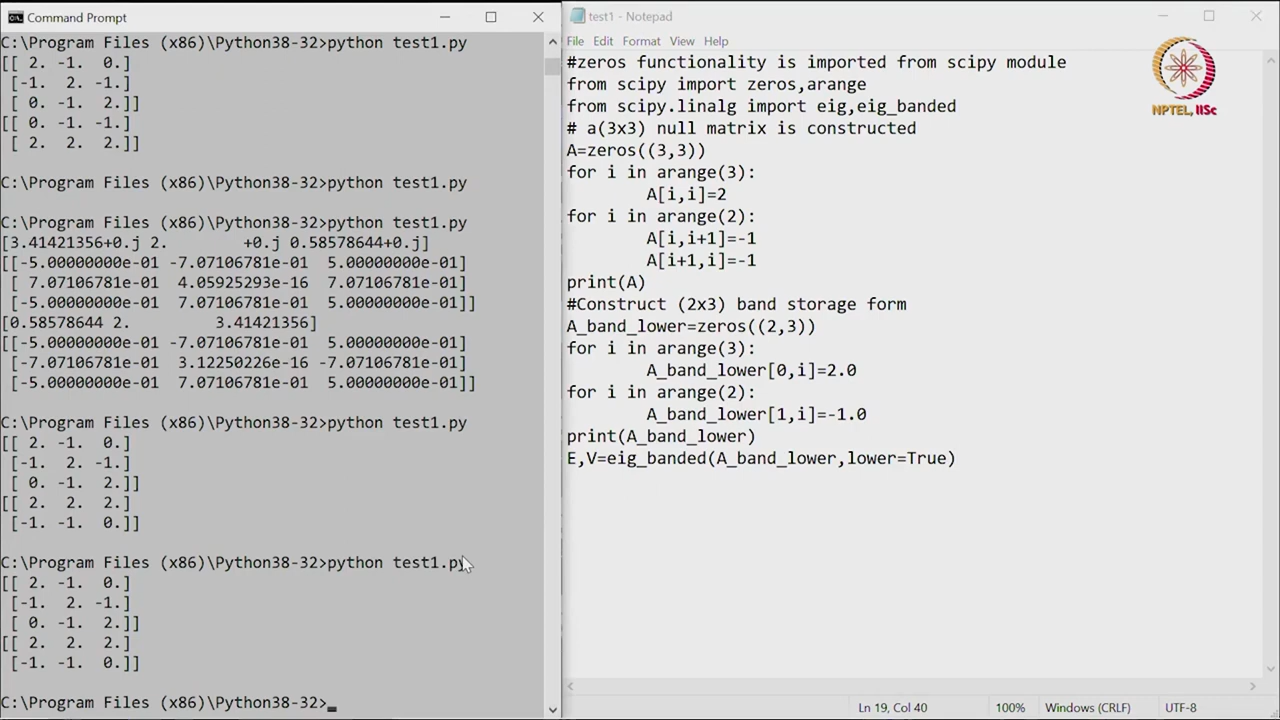 Command Prompt
C:\Program Files (x86)\Python38-32>python test1.py
[[ 2. -1.  0.]
 [-1.  2. -1.]
 [ 0. -1.  2.]]
[[ 0. -1. -1.]
 [ 2.  2.  2.]]
C:\Program Files (x86)\Python38-32>python test1.py
C:\Program Files (x86)\Python38-32>python test1.py
[3.41421356+0.j 2.        +0.j 0.58578644+0.j]
[[-5.00000000e-01 -7.07106781e-01  5.00000000e-01]
 [ 7.07106781e-01  4.05925293e-16  7.07106781e-01]
 [-5.00000000e-01  7.07106781e-01  5.00000000e-01]]
[0.58578644 2.         3.41421356]
[[-5.00000000e-01 -7.07106781e-01  5.00000000e-01]
 [-7.07106781e-01  3.12250226e-16 -7.07106781e-01]
 [-5.00000000e-01  7.07106781e-01  5.00000000e-01]]
C:\Program Files (x86)\Python38-32>python test1.py
[[ 2. -1.  0.]
 [-1.  2. -1.]
 [ 0. -1.  2.]]
[[ 2.  2.  2.]
 [-1. -1.  0.]]
C:\Program Files (x86)\Python38-32>python test1.py
[[ 2. -1.  0.]
 [-1.  2. -1.]
 [ 0. -1.  2.]]
[[ 2.  2.  2.]
 [-1. -1.  0.]]
C:\Program Files (x86)\Python38-32>
test1 - Notepad
File Edit Format View Help
#zeros functionality is imported from scipy module
from scipy import zeros,arange
from scipy.linalg import eig,eig_banded
# a(3x3) null matrix is constructed
A=zeros((3,3))
for i in arange(3):
        A[i,i]=2
for i in arange(2):
        A[i,i+1]=-1
        A[i+1,i]=-1
print(A)
#Construct (2x3) band storage form
A_band_lower=zeros((2,3))
for i in arange(3):
        A_band_lower[0,i]=2.0
for i in arange(2):
        A_band_lower[1,i]=-1.0
print(A_band_lower)
E,V=eig_banded(A_band_lower,lower=True)
NPTEL, IISc
Ln 19, Col 40 100% Windows (CRLF) UTF-8